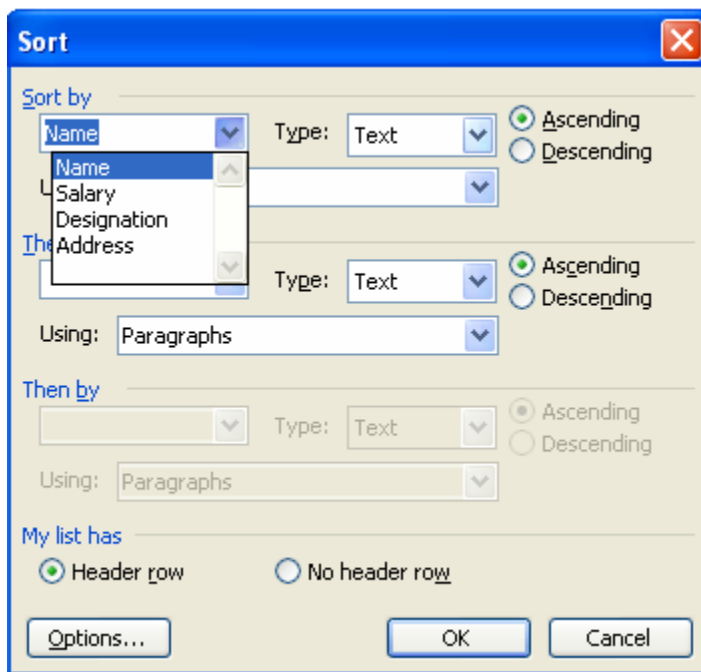 Sort
Sort by
Name Type: Text Ascending
Descending
Name
Salary
Designation
Address
Type: Text Ascending
Descending
Using: Paragraphs
Then by
Type: Text Ascending
Descending
Using: Paragraphs
My list has
Header row No header row
Options... OK Cancel